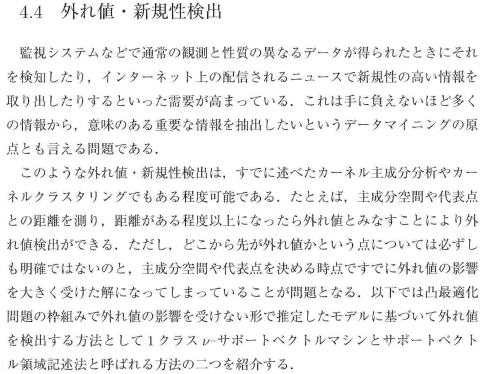 4.4 外れ値・新規性検出
監視システムなどで通常の観測と性質の異なるデータが得られたときにそれ
を検知したり，インターネット上の配信されるニュースで新規性の高い情報を
取り出したりするといった需要が高まっている．これは手に負えないほど多く
の情報から，意味のある重要な情報を抽出したいというデータマイニングの原
点とも言える問題である．
このような外れ値・新規性検出は，すでに述べたカーネル主成分分析やカー
ネルクラスタリングでもある程度可能である．たとえば，主成分空間や代表点
との距離を測り，距離がある程度以上になったら外れ値とみなすことにより外
れ値検出ができる．ただし，どこから先が外れ値かという点については必ずし
も明確ではないのと，主成分空間や代表点を決める時点ですでに外れ値の影響
を大きく受けた解になってしまっていることが問題となる．以下では凸最適化
問題の枠組みで外れ値の影響を受けない形で推定したモデルに基づいて外れ値
を検出する方法として1クラスν-サポートベクトルマシンとサポートベクト
ル領域記述法と呼ばれる方法の二つを紹介する．